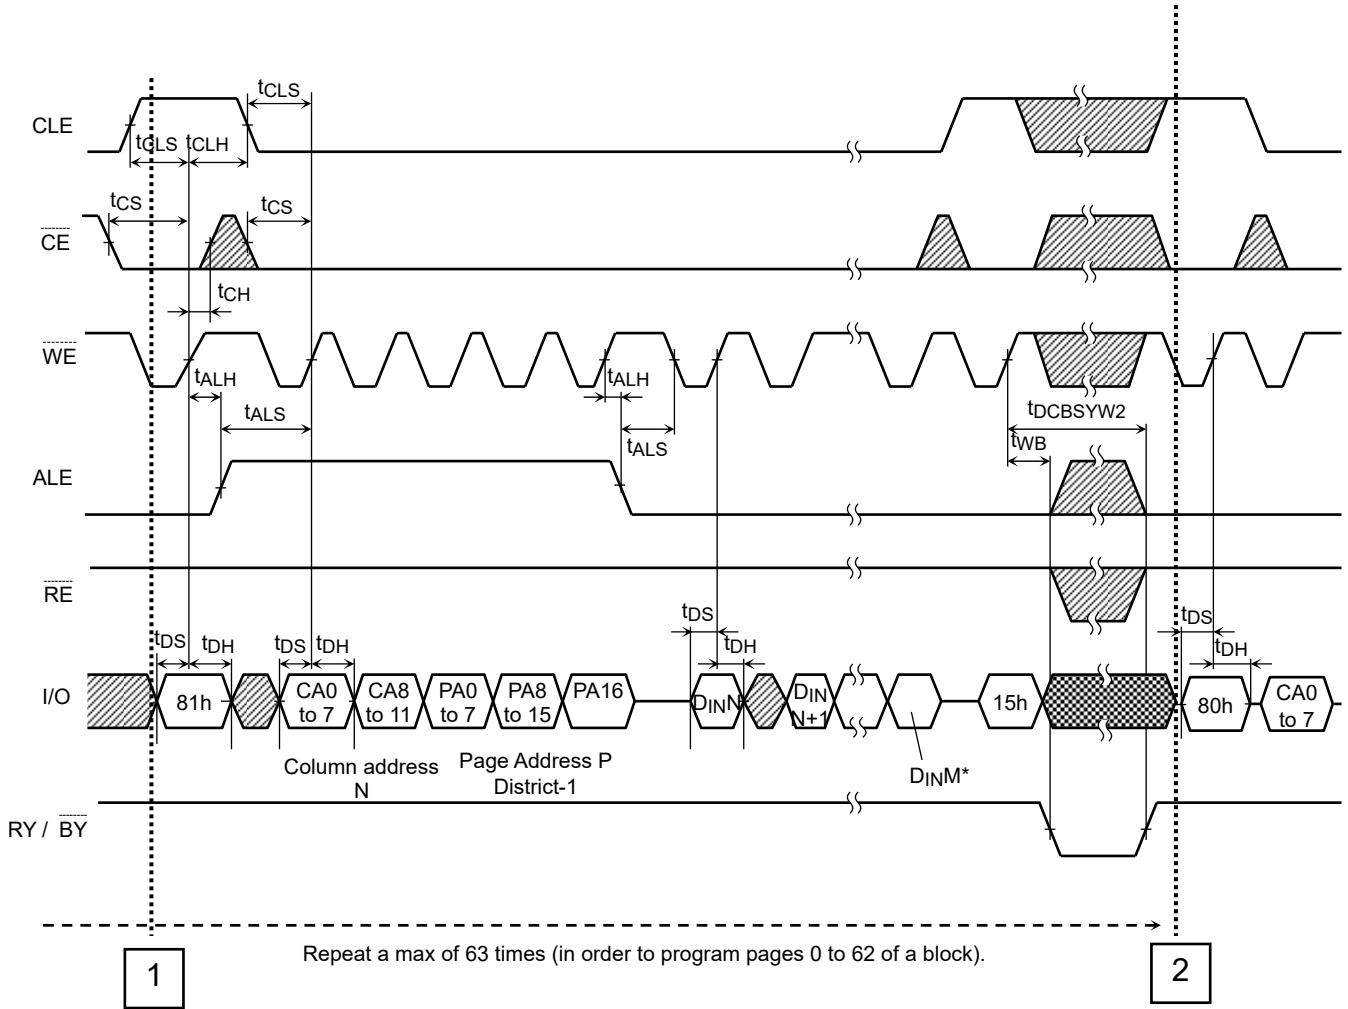 tCLS
CLE
tCLS tCLH
tCS tCS
CE
tCH
WE
tALH tALH
tALS tDCBSYW2
tALS tWB
ALE
RE
tDS tDH tDS tDH tDS tDH tDS tDH
I/O
81h
CA0 to 7
CA8 to 11
PA0 to 7
PA8 to 15
PA16
DINN
DIN N+1
15h
80h
CA0 to 7
Column address
N
Page Address P
District-1
DINM*
RY / BY
Repeat a max of 63 times (in order to program pages 0 to 62 of a block).
1
2